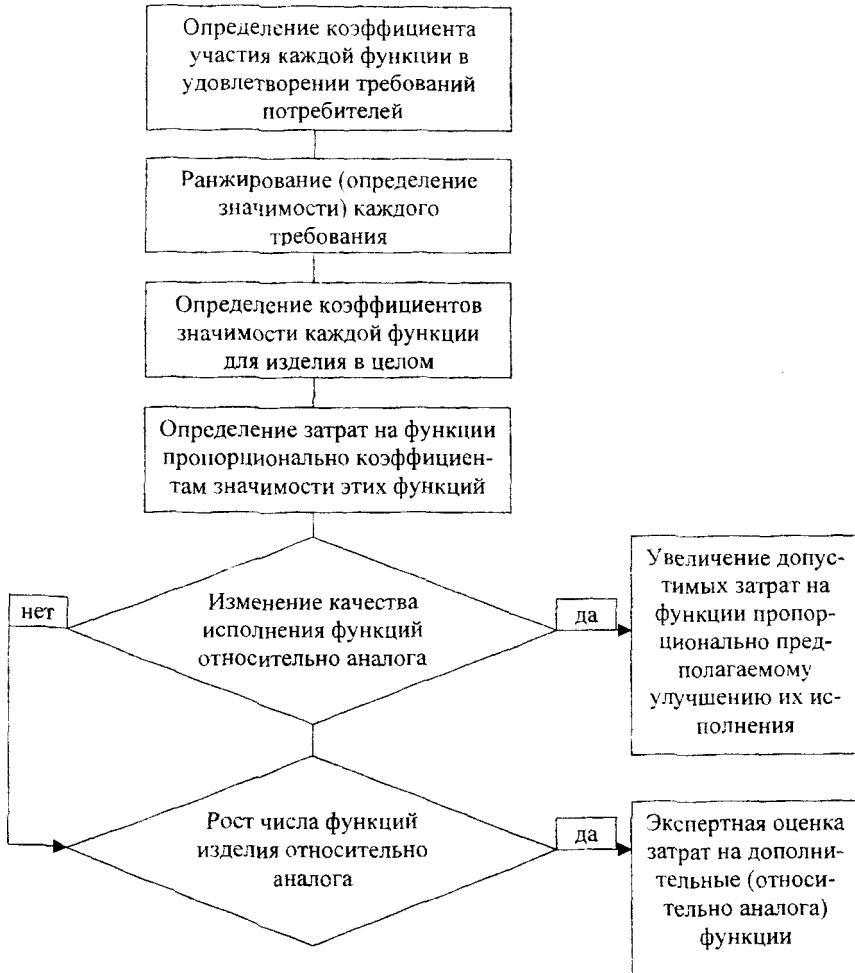 Определение коэффициента
участия каждой функции в
удовлетворении требований
потребителей
Ранжирование (определение
значимости) каждого
требования
Определение коэффициентов
значимости каждой функции
для изделия в целом
Определение затрат на функции
пропорционально коэффициен-
там значимости этих функций
Изменение качества
исполнения функций
относительно аналога
нет
да
Увеличение допус-
тимых затрат на
функции пропор-
ционально пред-
полагаемому
улучшению их ис-
полнения
Рост числа функций
изделия относительно
аналога
да
Экспертная оценка
затрат на дополни-
тельные (относи-
тельно аналога)
функции